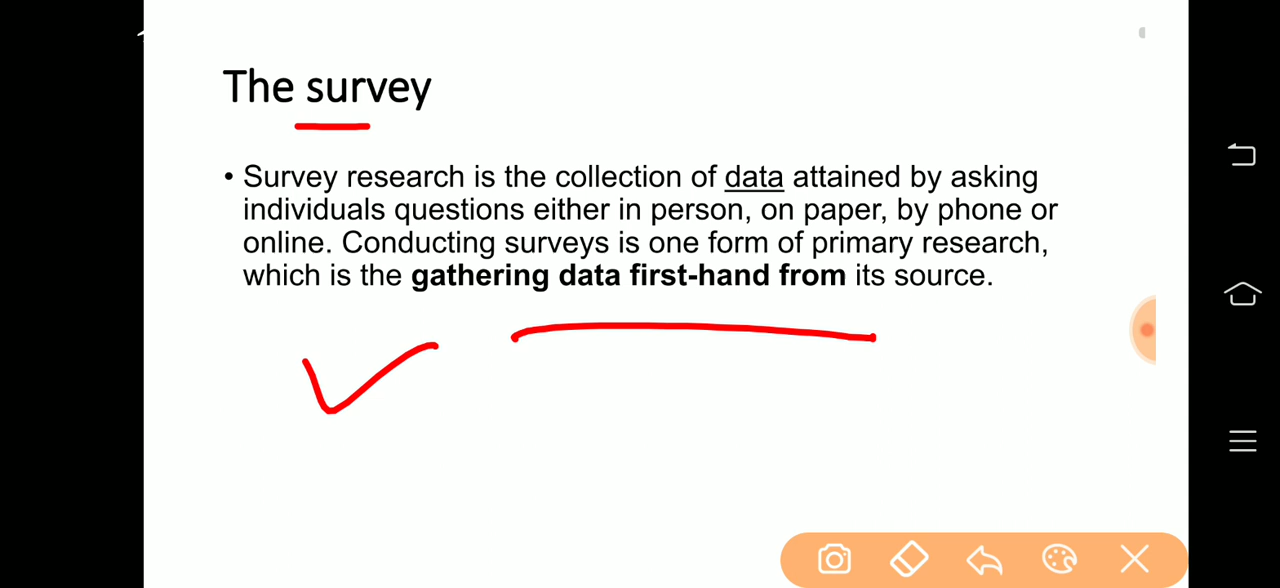 The survey
• Survey research is the collection of data attained by asking
individuals questions either in person, on paper, by phone or
online. Conducting surveys is one form of primary research,
which is the gathering data first-hand from its source.